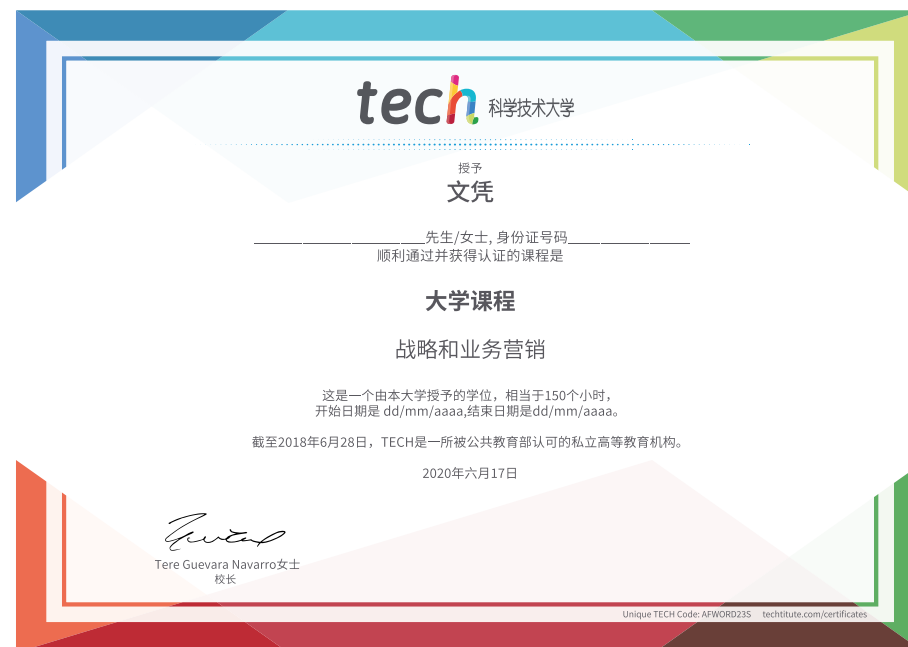 tech 科学技术大学
授予
文凭
______________________先生/女士, 身份证号码_______________
顺利通过并获得认证的课程是
大学课程
战略和业务营销
这是一个由本大学授予的学位，相当于150个小时，
开始日期是 dd/mm/aaaa,结束日期是dd/mm/aaaa。
截至2018年6月28日，TECH是一所被公共教育部认可的私立高等教育机构。
2020年六月17日
Tere Guevara Navarro女士
校长
Unique TECH Code: AFWORD23S techtitute.com/certificates